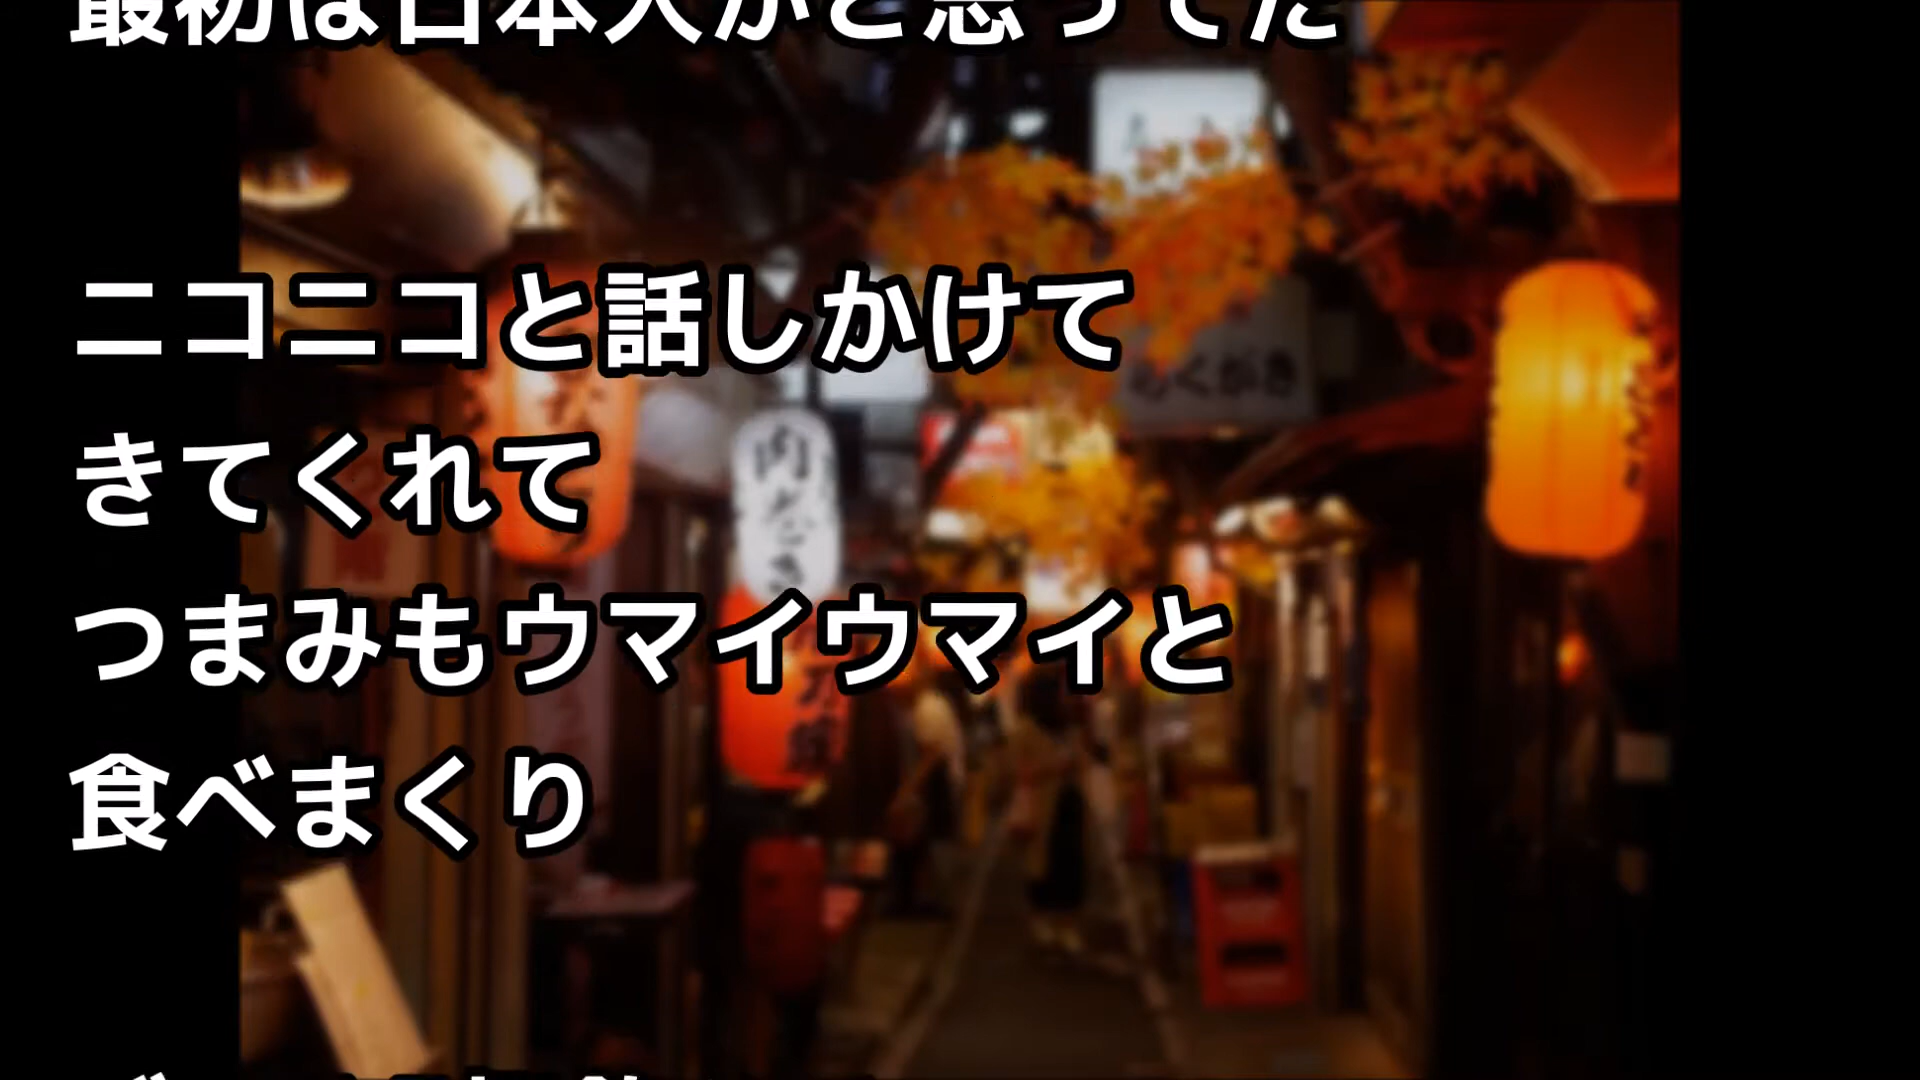 最初は日本人かと思ってた
ニコニコと話しかけて
きてくれて
つまみもウマイウマイと
食べまくり